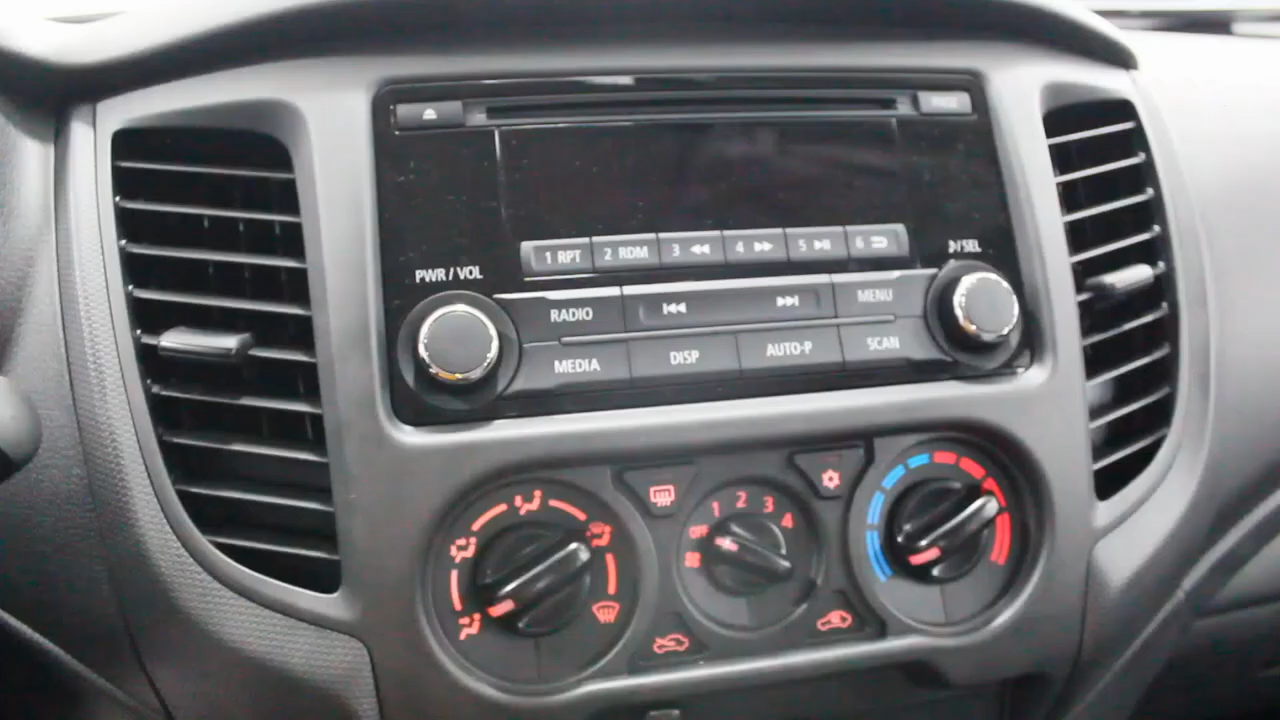 1 RPT
2 RDM
3
4
5
6
PWR / VOL
♪/SEL
RADIO
MENU
MEDIA
DISP
AUTO-P
SCAN
OFF
1
2
3
4